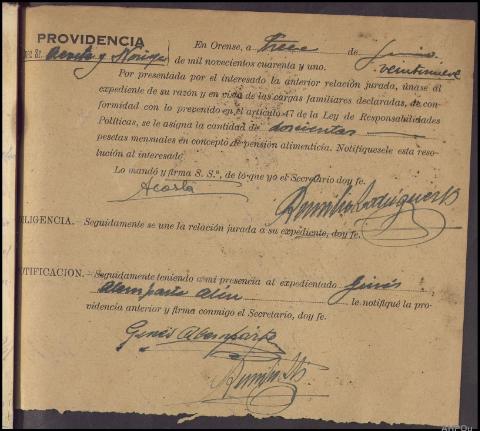 PROVIDENCIA
Acosta y Noriega
En Orense, a trece de Junio
de mil novecientos cuarenta y uno.
veintinueve
Por presentada por el interesado la anterior relación jurada, únase al
expediente de su razón y en vista de las cargas familiares declaradas, de con-
formidad con lo prevenido en el artículo 47 de la Ley de Responsabilidades
Políticas, se le asigna la cantidad de doscientas
pesetas mensuales en concepto de pensión alimenticia. Notifíquesele esta reso-
lución al interesado.
Lo mandó y firma S. S.ª, de lo que yo el Secretario doy fe.
Acosta
ILIGENCIA.—Seguidamente se une la relación jurada a su expediente, doy fe.
TIFICACION.—Seguidamente teniendo a mi presencia al expedientado Ginés
le notifiqué la pro-
videncia anterior y firma conmigo el Secretario, doy fe.
Ginés